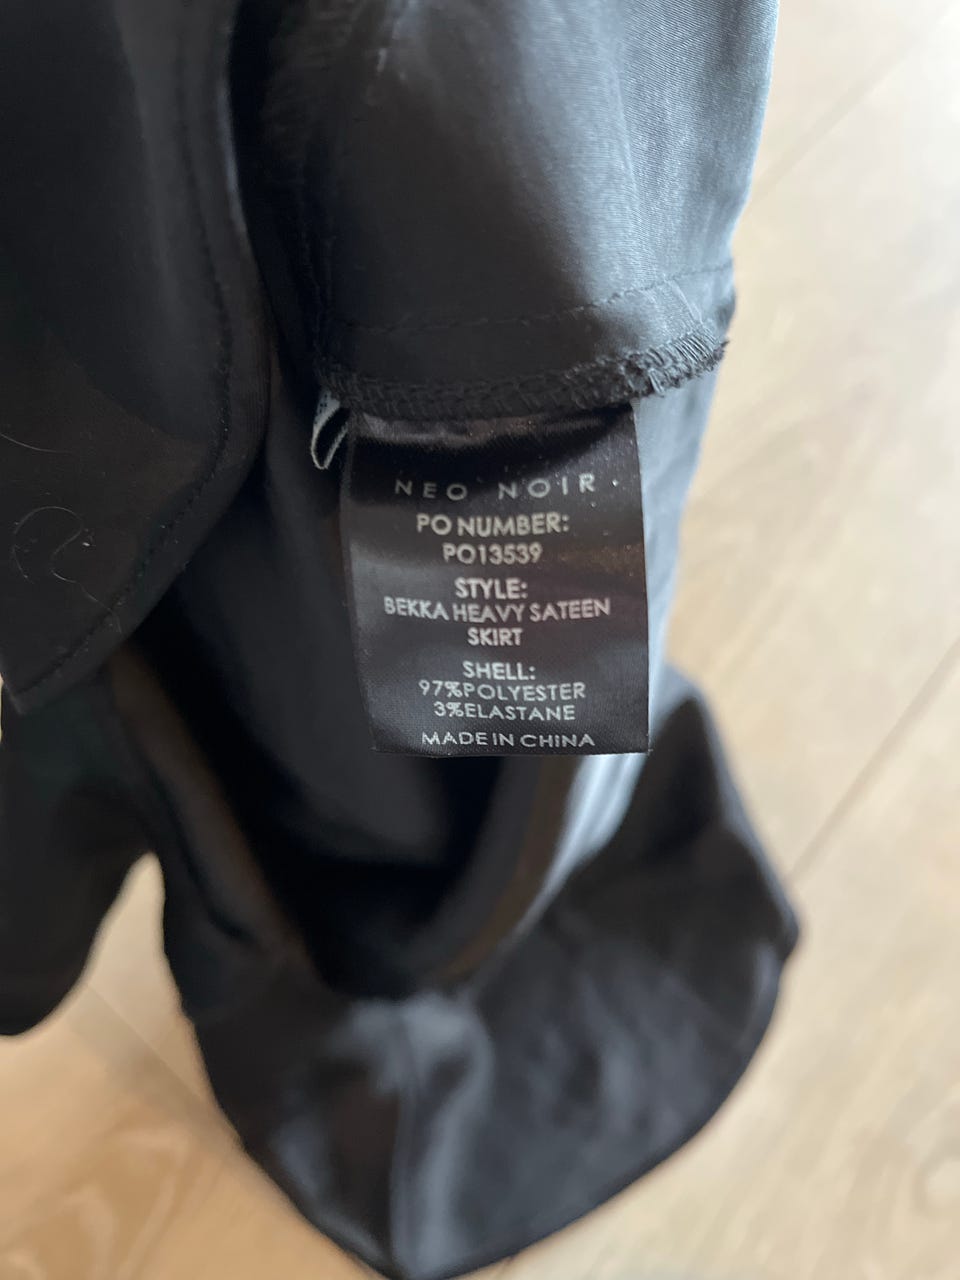 NEO NOIR
PO NUMBER:
PO13539
STYLE:
BEKKA HEAVY SATEEN
SKIRT
SHELL:
97%POLYESTER
3%ELASTANE
MADE IN CHINA